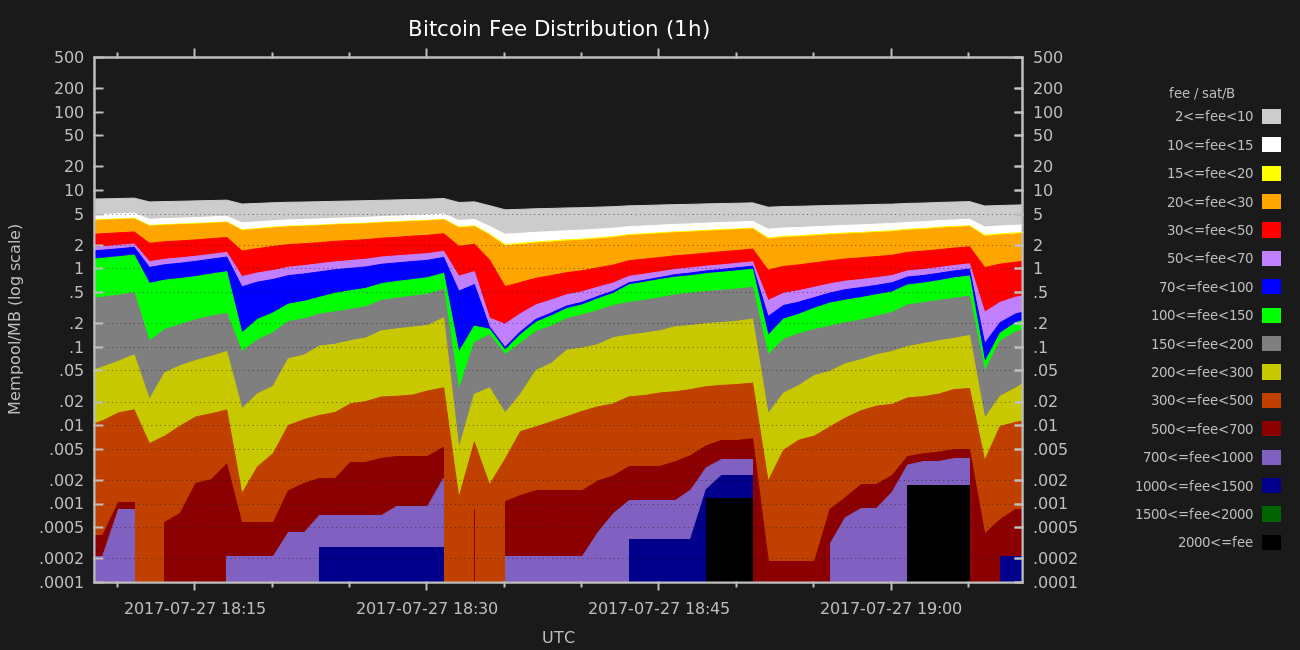 Bitcoin Fee Distribution (1h)
500 500
200 200
100 100
50 50
20 20
10 10
5 5
2 2
1 1
.5 .5
.2 .2
.1 .1
.05 .05
.02 .02
.01 .01
.005 .005
.002 .002
.001 .001
.0005 .0005
.0002 .0002
.0001 .0001
Mempool/MB (log scale)
2017-07-27 18:15 2017-07-27 18:30 2017-07-27 18:45 2017-07-27 19:00
UTC
fee / sat/B
2<=fee<10
10<=fee<15
15<=fee<20
20<=fee<30
30<=fee<50
50<=fee<70
70<=fee<100
100<=fee<150
150<=fee<200
200<=fee<300
300<=fee<500
500<=fee<700
700<=fee<1000
1000<=fee<1500
1500<=fee<2000
2000<=fee